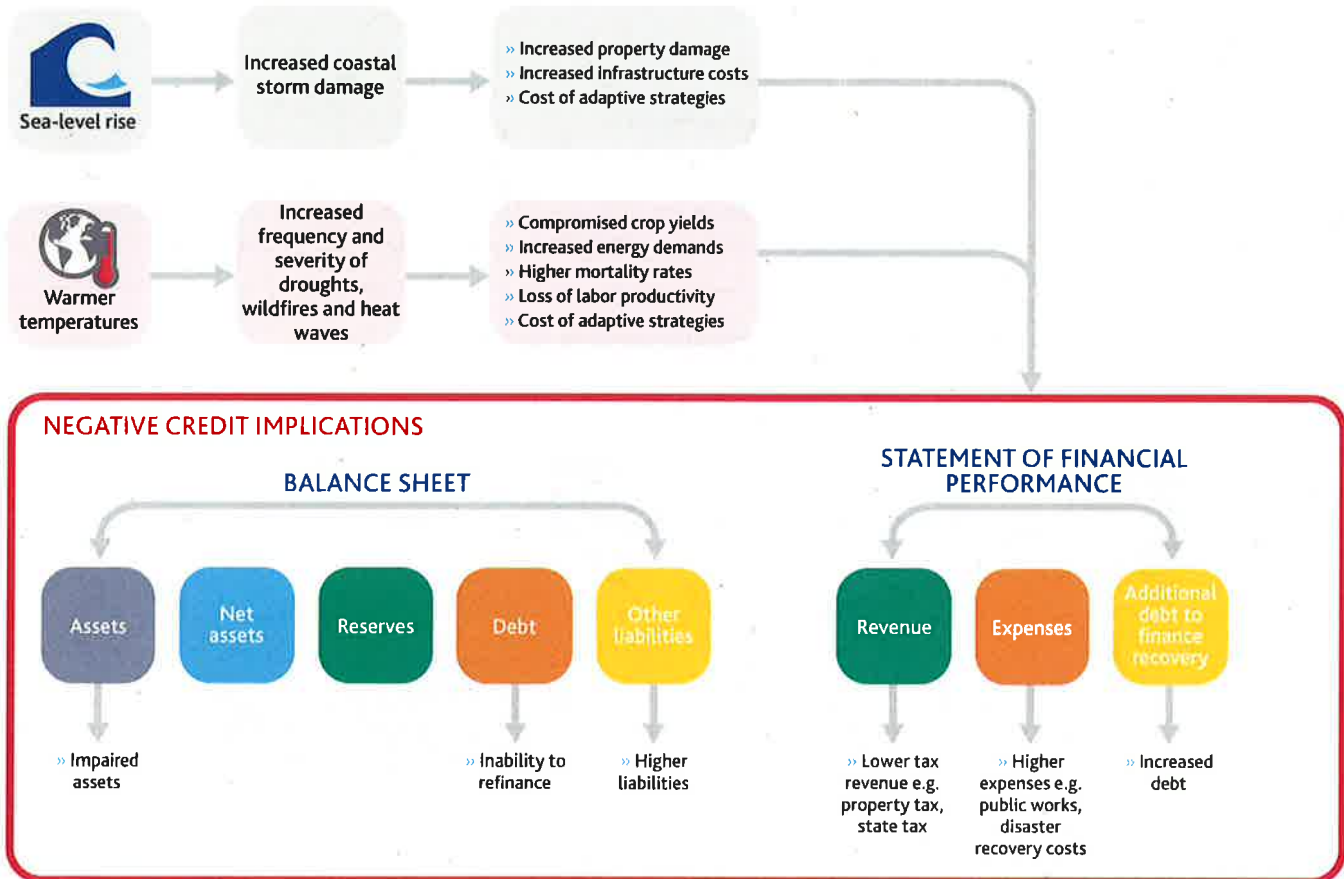 Sea-level rise
Increased coastal
storm damage
» Increased property damage
» Increased infrastructure costs
» Cost of adaptive strategies
Warmer
temperatures
Increased
frequency and
severity of
droughts,
wildfires and heat
waves
» Compromised crop yields
» Increased energy demands
» Higher mortality rates
» Loss of labor productivity
» Cost of adaptive strategies
NEGATIVE CREDIT IMPLICATIONS
BALANCE SHEET
Assets
Net
assets
Reserves
Debt
Other
liabilities
» Impaired
assets
» Inability to
refinance
» Higher
liabilities
STATEMENT OF FINANCIAL
PERFORMANCE
Revenue
Expenses
Additional
debt to
finance
recovery
» Lower tax
revenue e.g.
property tax,
state tax
» Higher
expenses e.g.
public works,
disaster
recovery costs
» Increased
debt